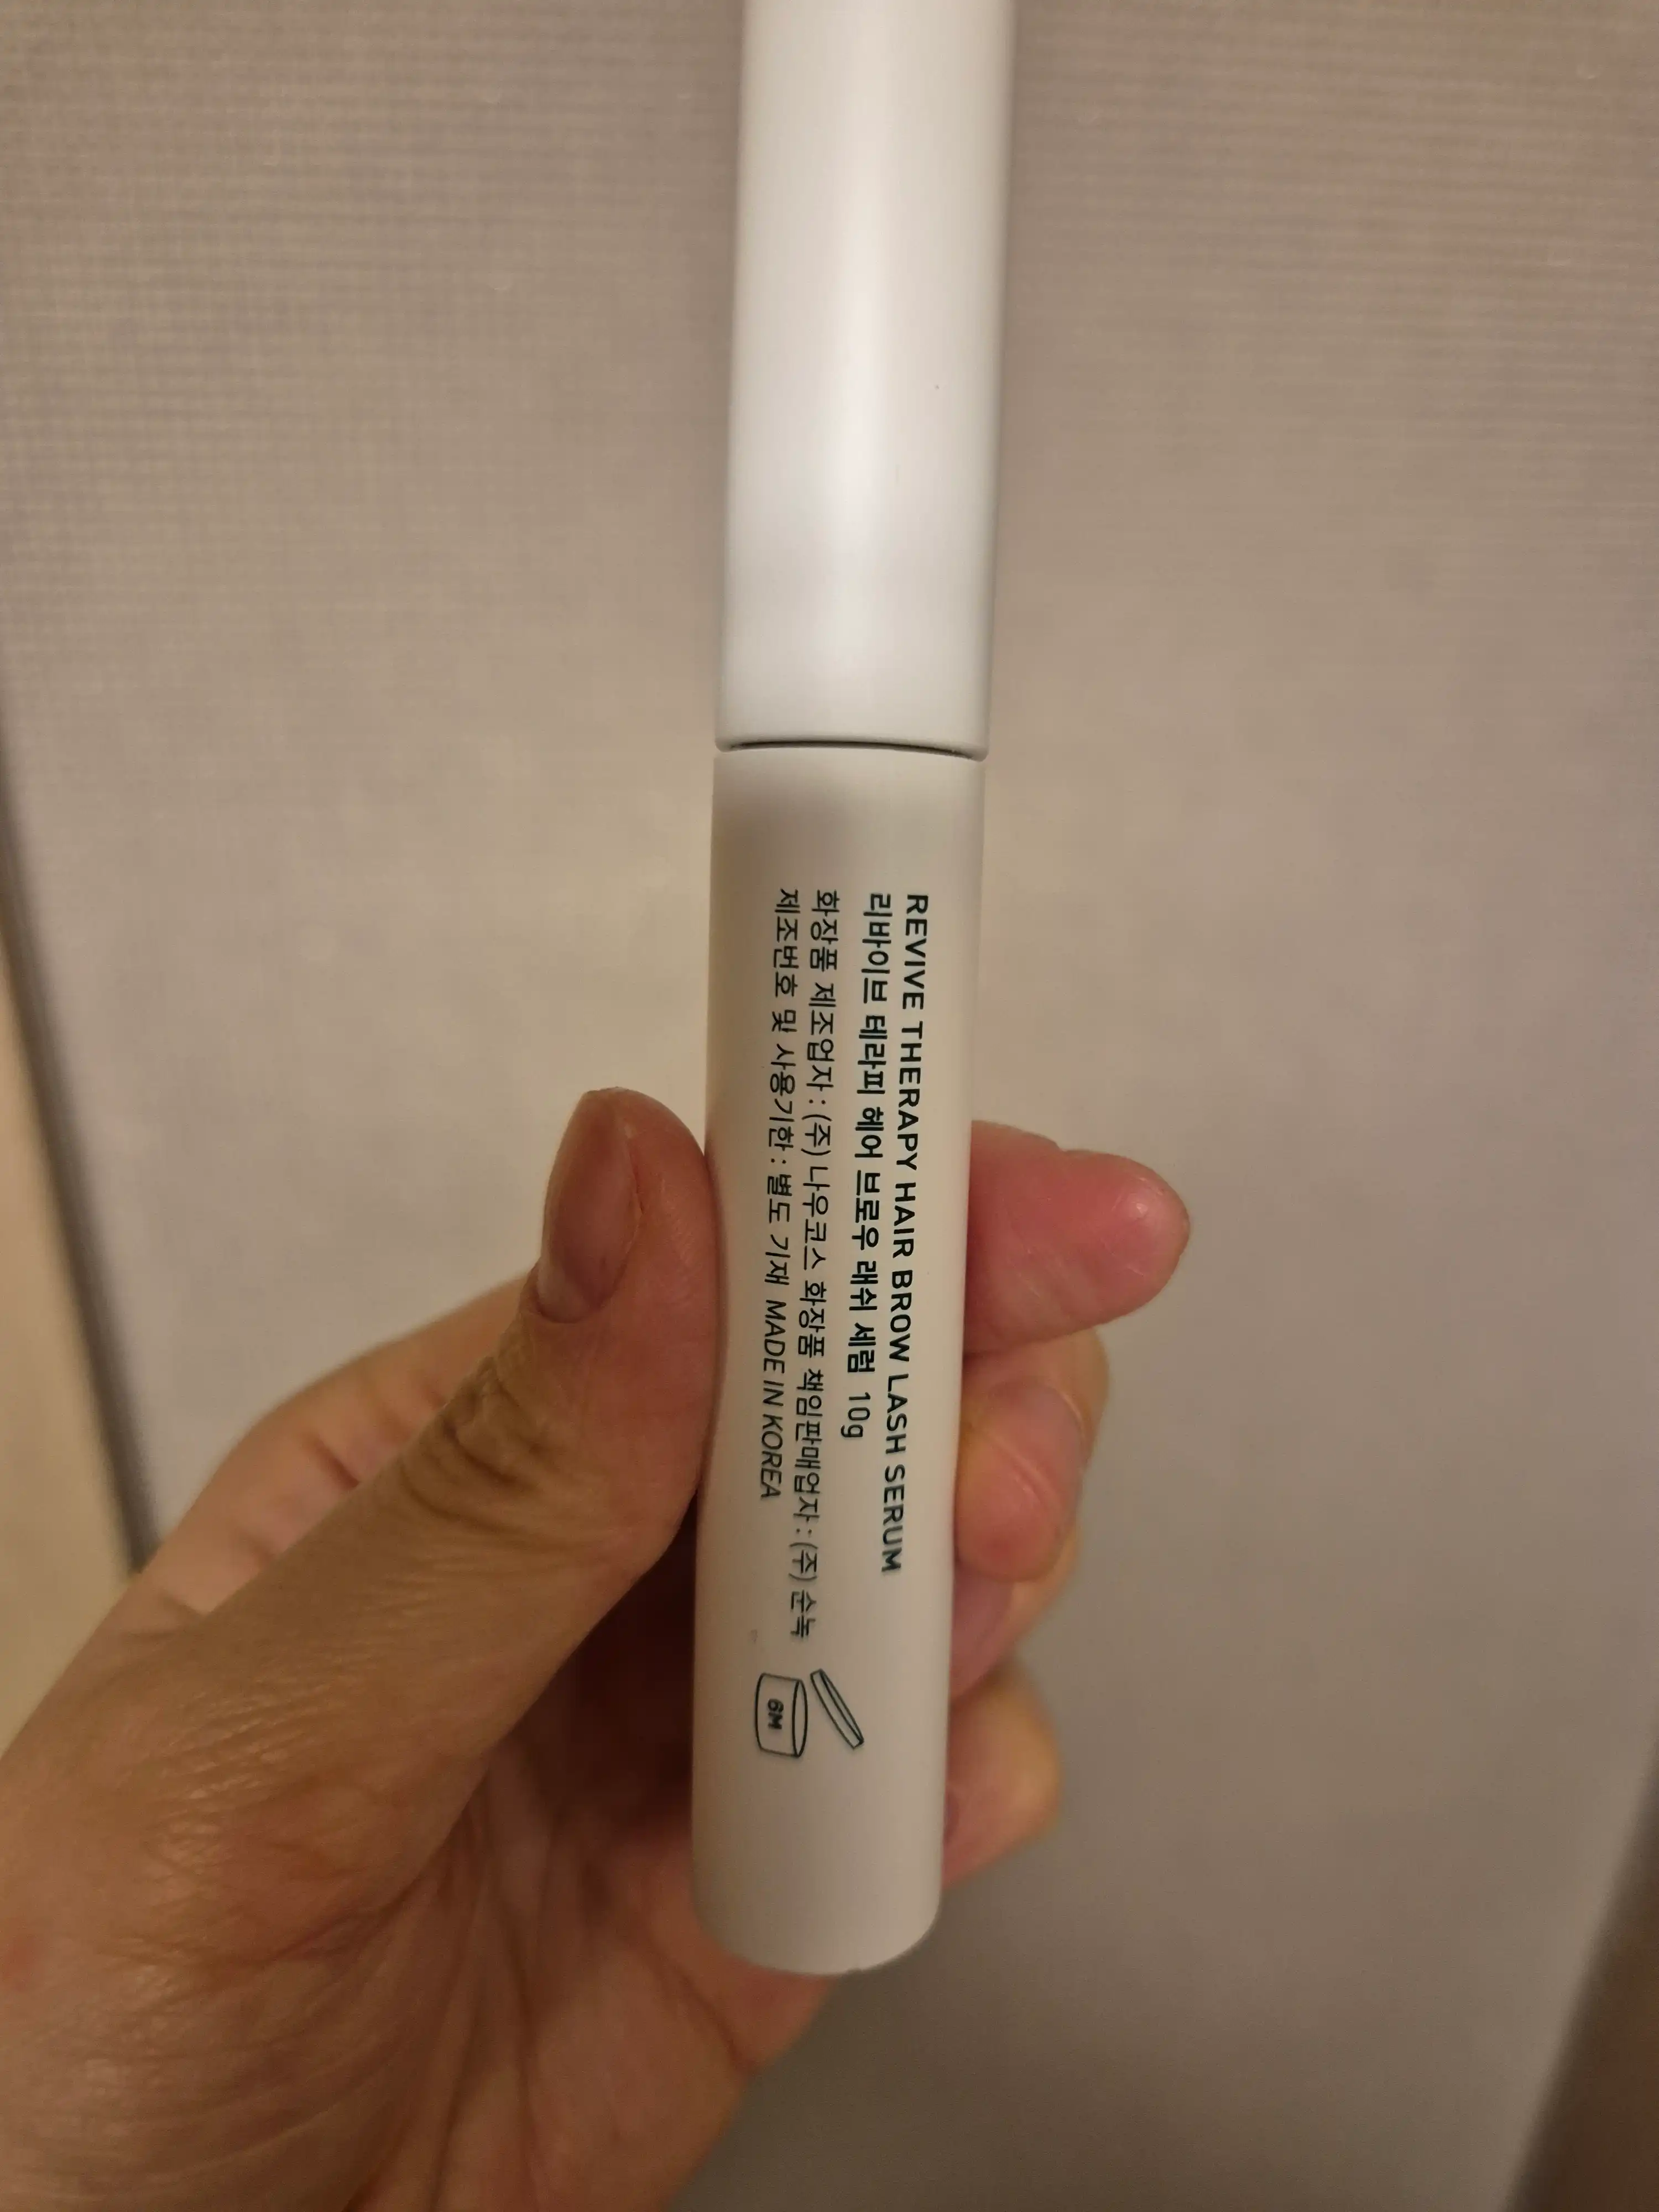 REVIVE THERAPY HAIR BROW LASH SERUM
리바이브 테라피 헤어 브로우 래쉬 세럼 10g
화장품 제조업자 : (주)나우코스 화장품 책임판매업자 : (주) 순녹
제조번호 및 사용기한 : 별도 기재 MADE IN KOREA
6M